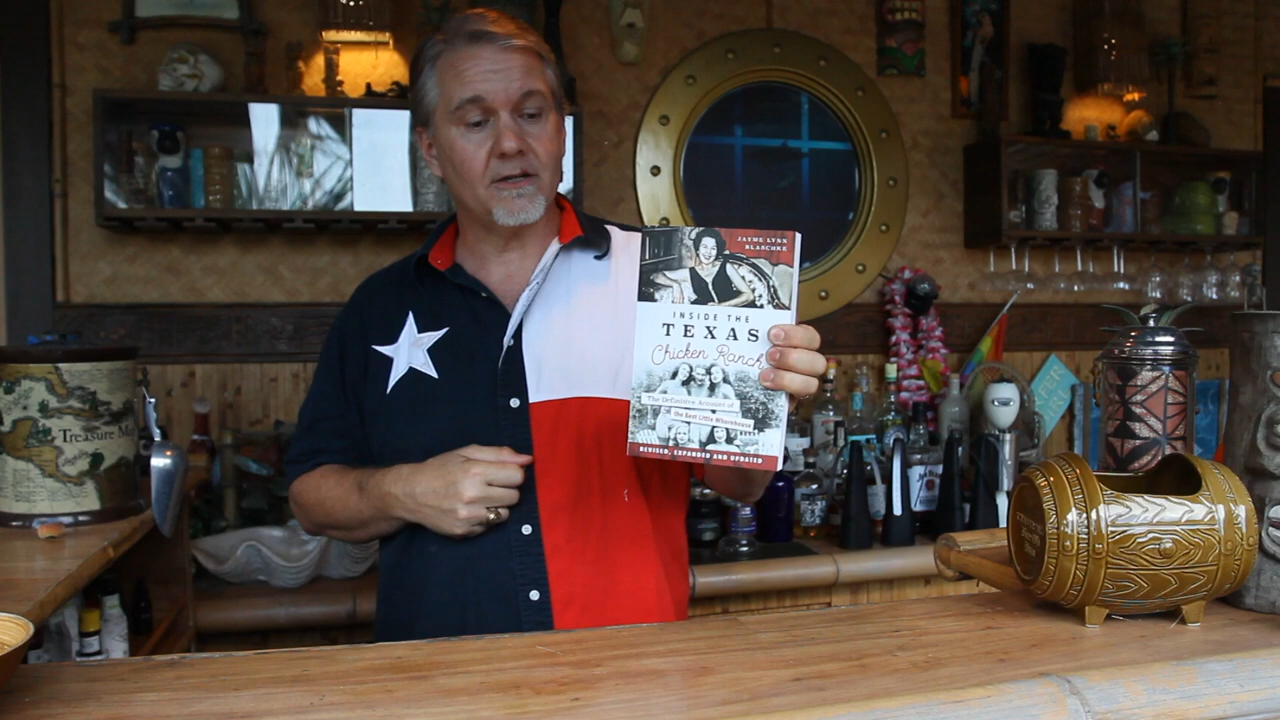 JAYME LYNN
BLASCHKE
INSIDE THE
TEXAS
Chicken Ranch
The Definitive Account of
the Best Little Whorehouse
REVISED, EXPANDED AND UPDATED
Treasure M